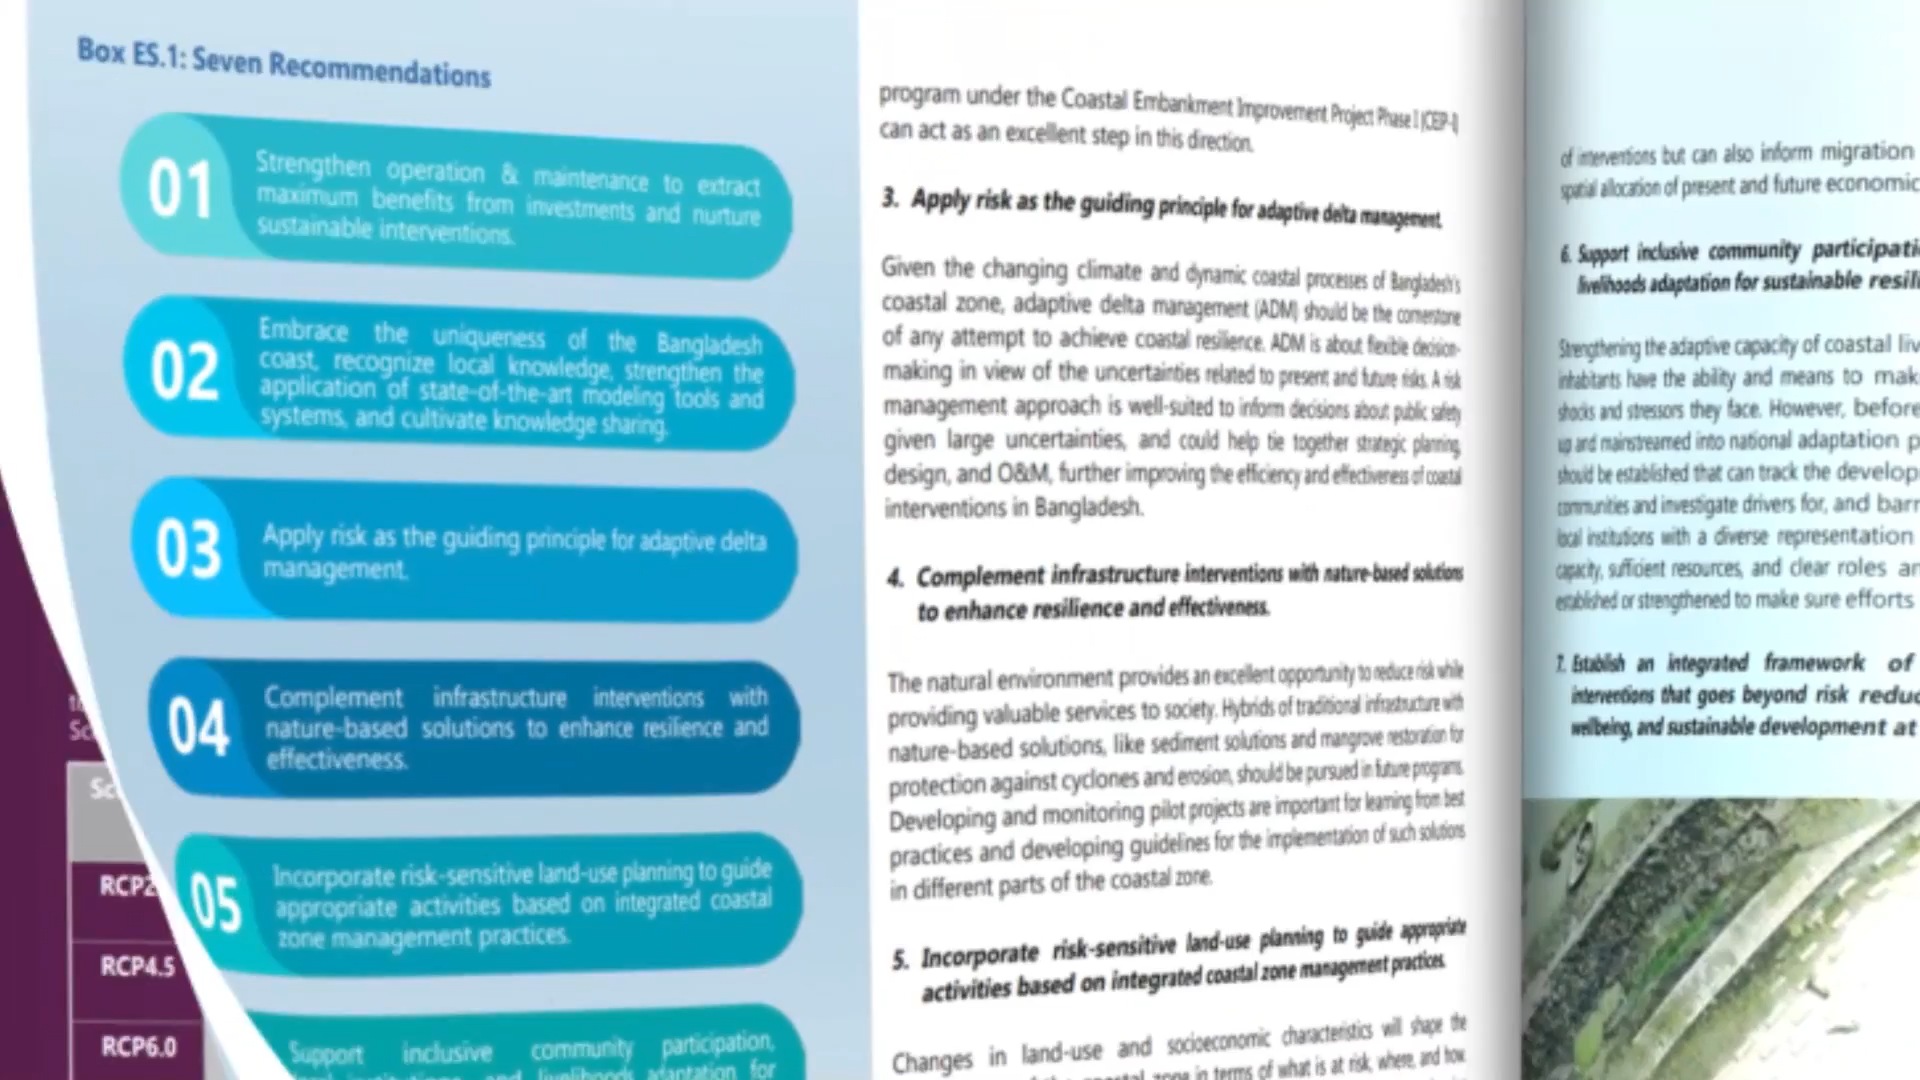 Box ES.1: Seven Recommendations
01
Strengthen operation & maintenance to extract
maximum benefits from investments and nurture
sustainable interventions.
02
Embrace the uniqueness of the Bangladesh
coast, recognize local knowledge, strengthen the
application of state-of-the-art modeling tools and
systems, and cultivate knowledge sharing.
03
Apply risk as the guiding principle for adaptive delta
management.
04
Complement infrastructure interventions with
nature-based solutions to enhance resilience and
effectiveness.
05
Incorporate risk-sensitive land-use planning to guide
appropriate activities based on integrated coastal
zone management practices.
Support inclusive community participation,
livelihoods adaptation for
RCP4.5
RCP6.0
program under the Coastal Embankment Improvement Project Phase I (CEIP-I)
can act as an excellent step in this direction.
3. Apply risk as the guiding principle for adaptive delta management.
Given the changing climate and dynamic coastal processes of Bangladesh's
coastal zone, adaptive delta management (ADM) should be the cornerstone
of any attempt to achieve coastal resilience. ADM is about flexible decision-
making in view of the uncertainties related to present and future risks. A risk
management approach is well-suited to inform decisions about public safety
given large uncertainties, and could help tie together strategic planning,
design, and O&M, further improving the efficiency and effectiveness of coastal
interventions in Bangladesh.
4. Complement infrastructure interventions with nature-based solutions
to enhance resilience and effectiveness.
The natural environment provides an excellent opportunity to reduce risk while
providing valuable services to society. Hybrids of traditional infrastructure with
nature-based solutions, like sediment solutions and mangrove restoration for
protection against cyclones and erosion, should be pursued in future programs.
Developing and monitoring pilot projects are important for learning from best
practices and developing guidelines for the implementation of such solutions
in different parts of the coastal zone.
5. Incorporate risk-sensitive land-use planning to guide appropriate
activities based on integrated coastal zone management practices.
Changes in land-use and socioeconomic characteristics will shape the
coastal zone in terms of what is at risk, where, and how
of interventions but can also inform migration
spatial allocation of present and future economic
6. Support inclusive community
livelihoods adaptation for sustainable
Strengthening the adaptive capacity of coastal
inhabitants have the ability and means to
shocks and stressors they face. However, before
up and mainstreamed into national adaptation
should be established that can track the
communities and investigate drivers for, and
local institutions with a diverse representation
capacity, sufficient resources, and clear roles
established or strengthened to make sure efforts
7. Establish an integrated framework of
interventions that goes beyond risk
wellbeing, and sustainable development at